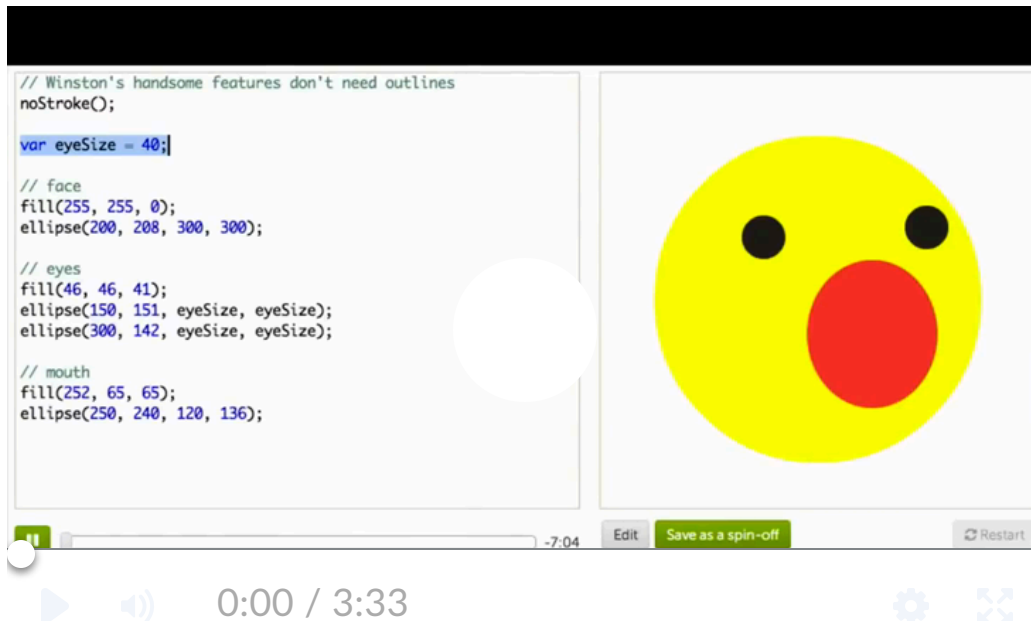 // Winston's handsome features don't need outlines
noStroke();
var eyeSize = 40;
// face
fill(255, 255, 0);
ellipse(200, 208, 300, 300);
// eyes
fill(46, 46, 41);
ellipse(150, 151, eyeSize, eyeSize);
ellipse(300, 142, eyeSize, eyeSize);
// mouth
fill(252, 65, 65);
ellipse(250, 240, 120, 136);
-7:04
Edit
Save as a spin-off
Restart
0:00 / 3:33